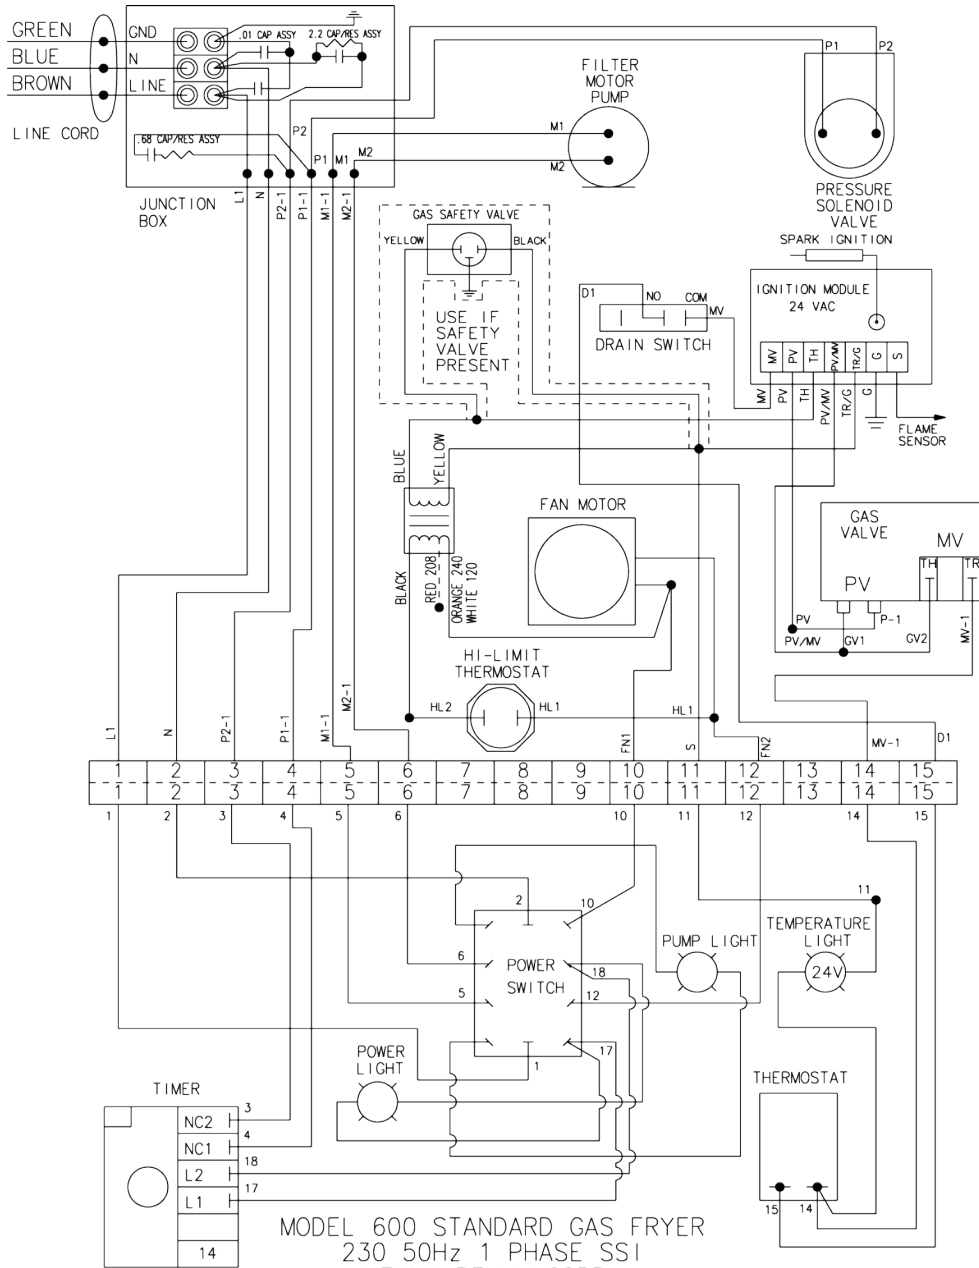 GREEN
GND
BLUE
N
BROWN
LINE
LINE CORD
.01 CAP ASSY
2.2 CAP/RES ASSY
.68 CAP/RES ASSY
P2
P1
M1
M2
JUNCTION
BOX
L1
N
P2-1
P1-1
M1-1
M2-1
FILTER
MOTOR
PUMP
M1
M2
P1
P2
PRESSURE
SOLENOID
VALVE
SPARK IGNITION
IGNITION MODULE
24 VAC
MV
PV
TH
PV/MV
TR/G
G
S
MV
PV
TH
PV/MV
TR/G
G
FLAME
SENSOR
GAS SAFETY VALVE
YELLOW
BLACK
USE IF
SAFETY
VALVE
PRESENT
D1
NO
COM
MV
DRAIN SWITCH
BLUE
YELLOW
BLACK
RED 208
ORANGE 240
WHITE 120
FAN MOTOR
GAS
VALVE
MV
TH
TR
PV
PV
P-1
PV/MV
GV1
GV2
MV-1
HI-LIMIT
THERMOSTAT
HL2
HL1
HL1
L1
N
P2-1
P1-1
M1-1
M2-1
FN1
S
FN2
MV-1
D1
1 2 3 4 5 6 7 8 9 10 11 12 13 14 15
1 2 3 4 5 6 7 8 9 10 11 12 13 14 15
1 2 3 4 5 6 10 11 12 14 15
2
10
11
6
POWER
SWITCH
18
5
12
17
1
PUMP LIGHT
TEMPERATURE
LIGHT
24V
POWER
LIGHT
THERMOSTAT
15
14
TIMER
NC2
3
NC1
4
L2
18
L1
17
14
MODEL 600 STANDARD GAS FRYER
230 50Hz 1 PHASE SSI